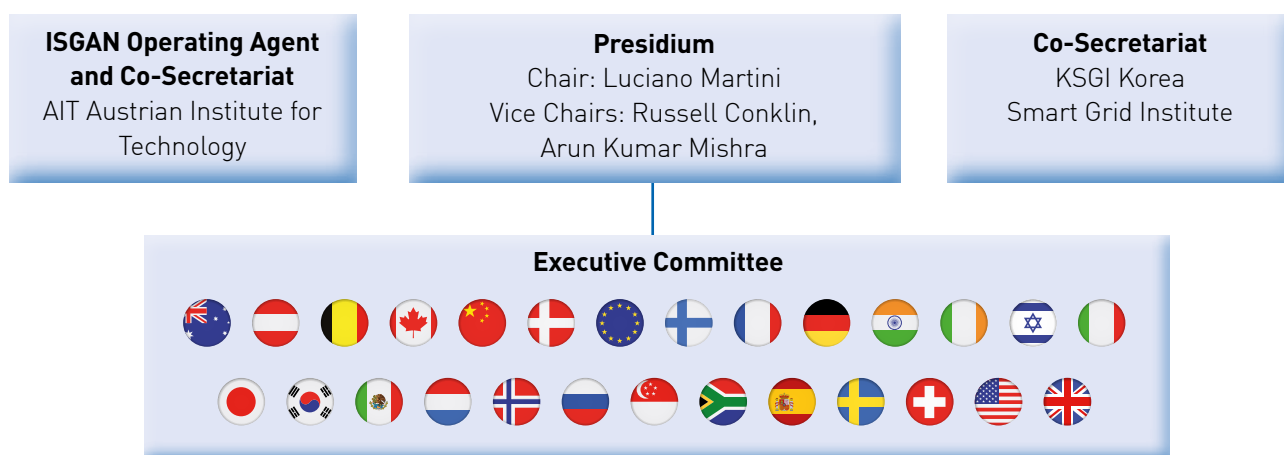 ISGAN Operating Agent
and Co-Secretariat
AIT Austrian Institute for
Technology
Presidium
Chair: Luciano Martini
Vice Chairs: Russell Conklin,
Arun Kumar Mishra
Co-Secretariat
KSGI Korea
Smart Grid Institute
Executive Committee